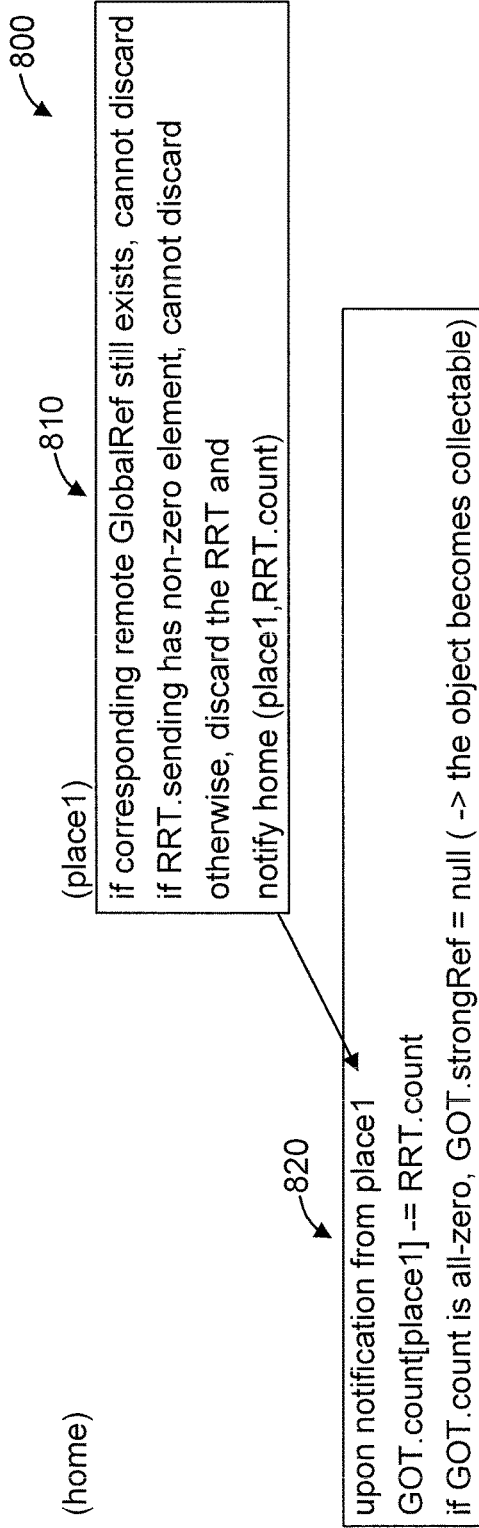 800
(home)
(place1)
810
if corresponding remote GlobalRef still exists, cannot discard
if RRT.sending has non-zero element, cannot discard
otherwise, discard the RRT and
notify home (place1,RRT.count)
820
upon notification from place1
GOT.count[place1] -= RRT.count
if GOT.count is all-zero, GOT.strongRef = null ( -> the object becomes collectable)